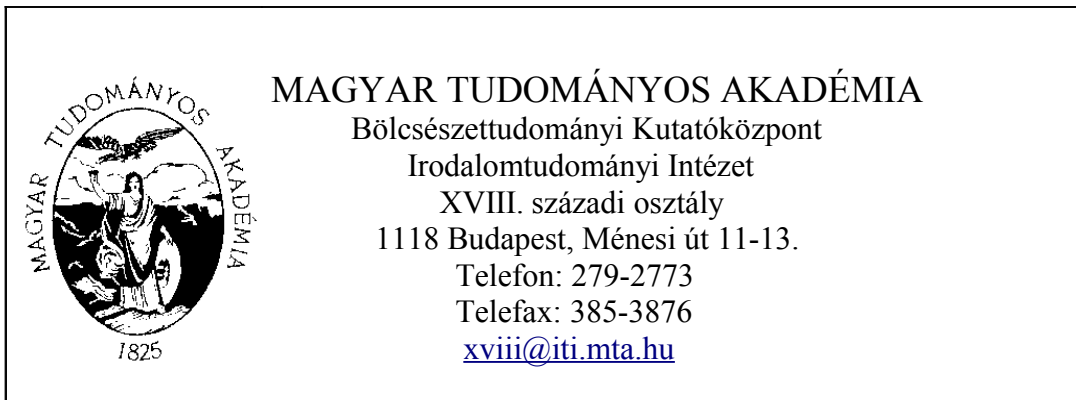 MAGYAR TUDOMÁNYOS AKADÉMIA
1825
MAGYAR TUDOMÁNYOS AKADÉMIA
Bölcsészettudományi Kutatóközpont
Irodalomtudományi Intézet
XVIII. századi osztály
1118 Budapest, Ménesi út 11-13.
Telefon: 279-2773
Telefax: 385-3876
xviii@iti.mta.hu